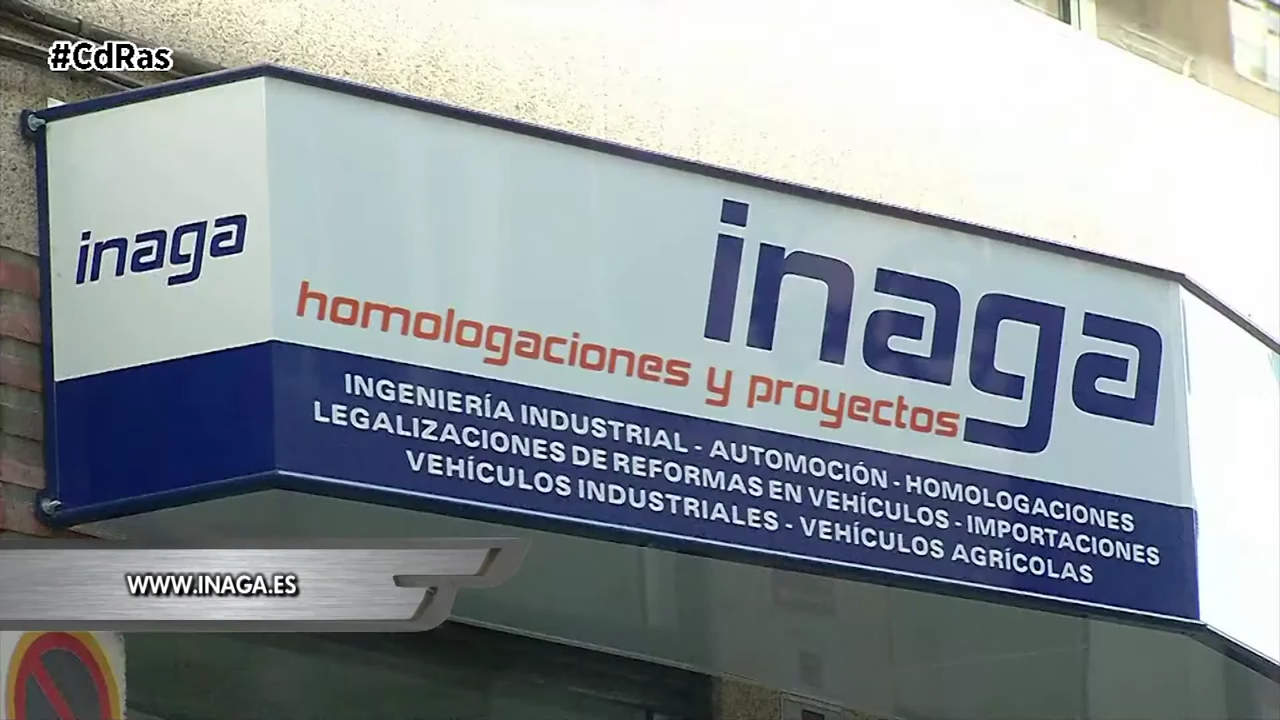 #CdRas
inaga
inaga
homologaciones y proyectos
INGENIERÍA INDUSTRIAL - AUTOMOCIÓN - HOMOLOGACIONES
LEGALIZACIONES DE REFORMAS EN VEHÍCULOS - IMPORTACIONES
VEHÍCULOS INDUSTRIALES - VEHÍCULOS AGRÍCOLAS
WWW.INAGA.ES